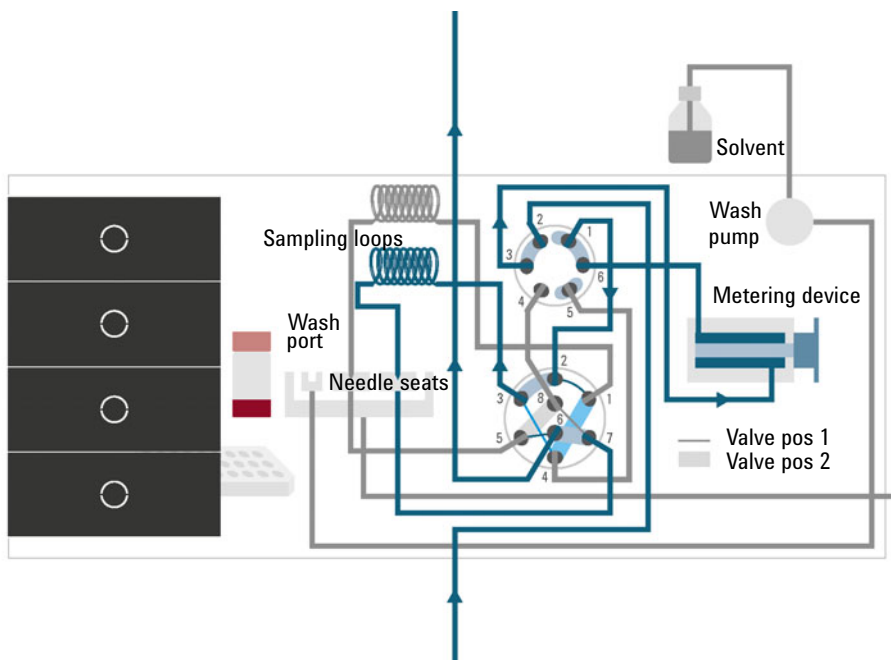 Solvent
Wash
pump
Sampling loops
2
1
3
6
4
5
Metering device
Wash
port
Needle seats
2
3
8
1
6
5
7
4
Valve pos 1
Valve pos 2